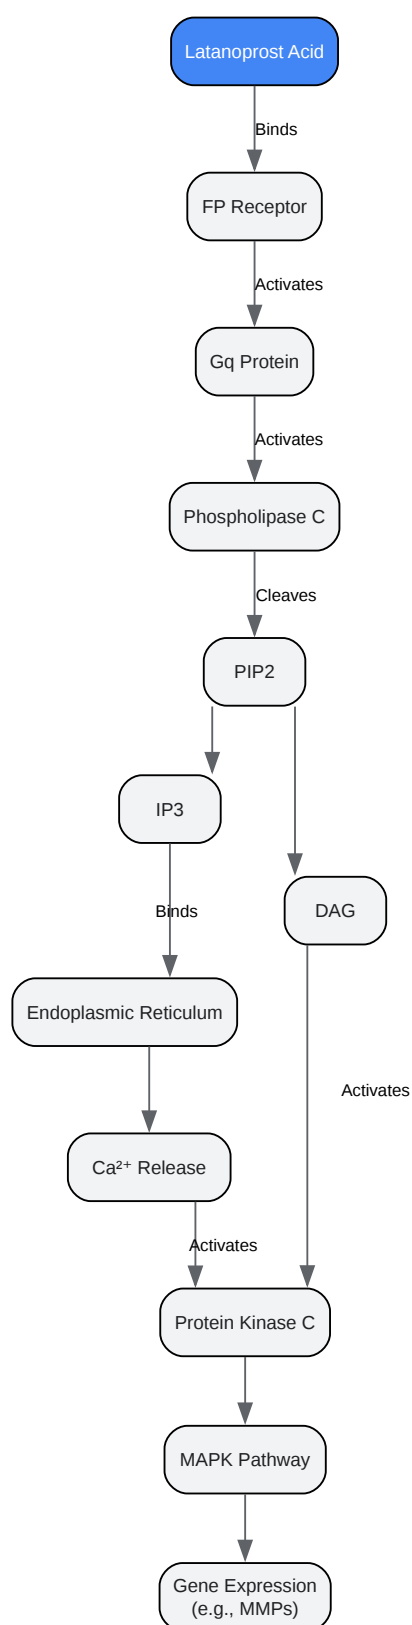 Latanoprost Acid
Binds
FP Receptor
Activates
Gq Protein
Activates
Phospholipase C
Cleaves
PIP2
IP3
DAG
Binds
Endoplasmic Reticulum
Activates
Ca²⁺ Release
Activates
Protein Kinase C
MAPK Pathway
Gene Expression
(e.g., MMPs)